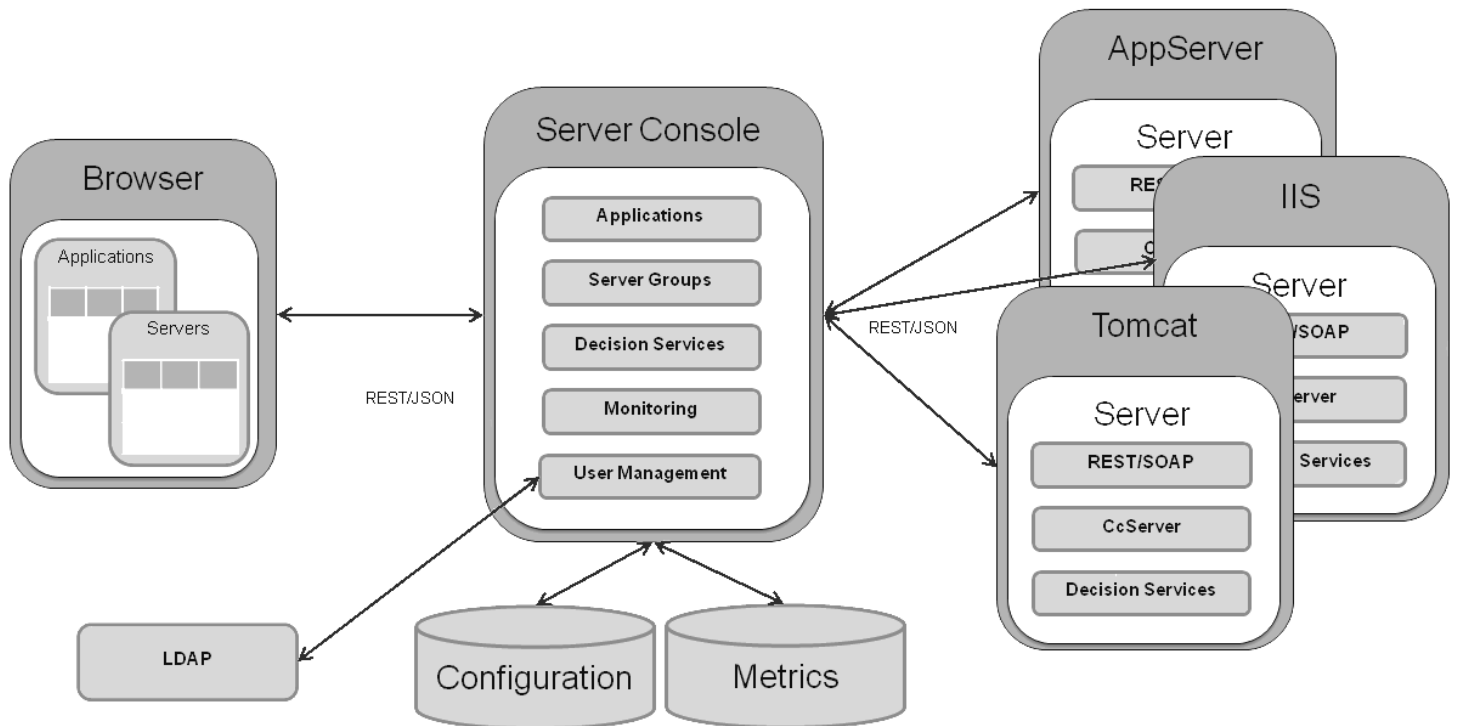 Browser
Applications
Servers
REST/JSON
Server Console
Applications
Server Groups
Decision Services
Monitoring
User Management
LDAP
Configuration
Metrics
REST/JSON
AppServer
Server
IIS
Server
/SOAP
Services
Tomcat
Server
REST/SOAP
CcServer
Decision Services